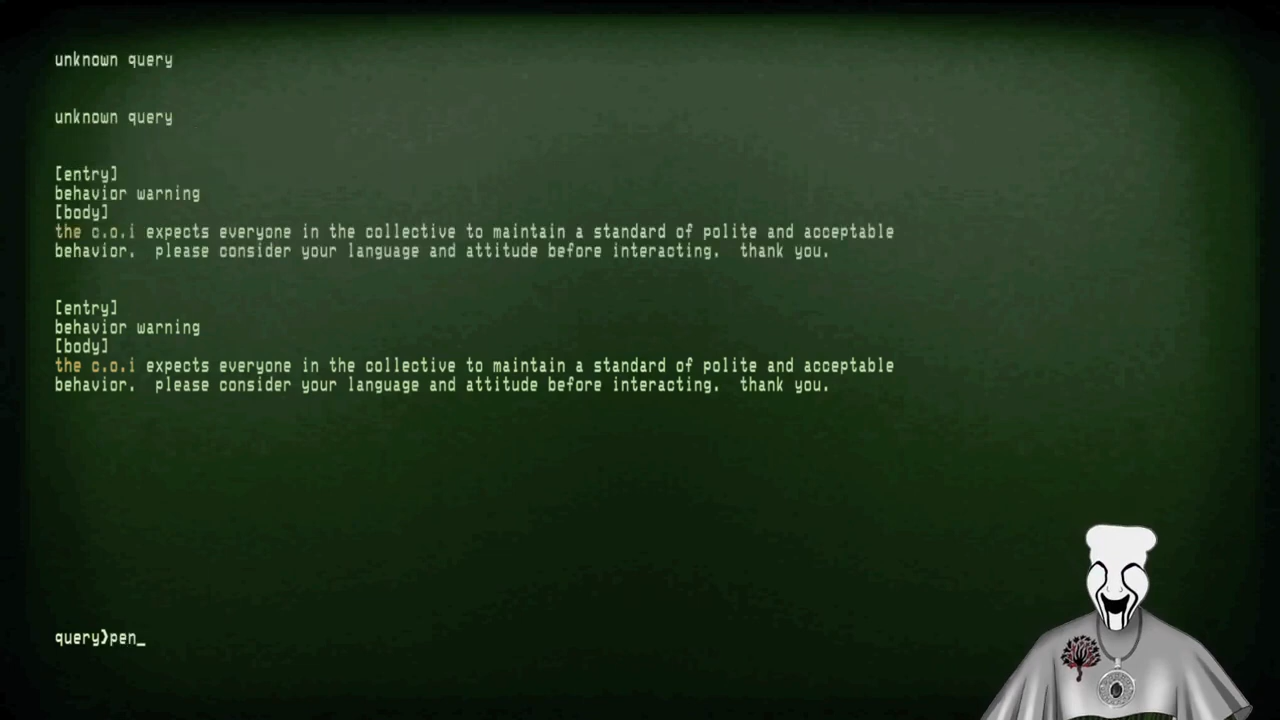 unknown query
unknown query
[entry]
behavior warning
[body]
the c.o.i expects everyone in the collective to maintain a standard of polite and acceptable
behavior.  please consider your language and attitude before interacting.  thank you.
[entry]
behavior warning
[body]
the c.o.i expects everyone in the collective to maintain a standard of polite and acceptable
behavior.  please consider your language and attitude before interacting.  thank you.
query>pen_